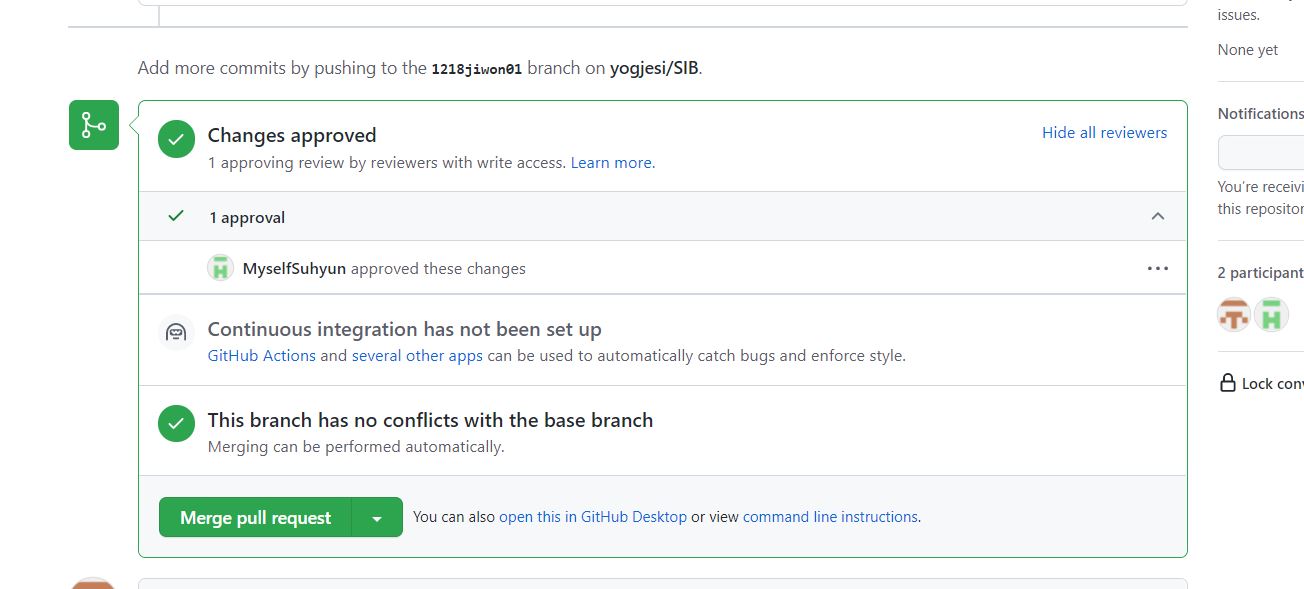 issues.
None yet
Add more commits by pushing to the 1218jiwon01 branch on yogjesi/SIB.
Changes approved
Hide all reviewers
1 approving review by reviewers with write access. Learn more.
1 approval
MyselfSuhyun approved these changes
Continuous integration has not been set up
GitHub Actions and several other apps can be used to automatically catch bugs and enforce style.
This branch has no conflicts with the base branch
Merging can be performed automatically.
Merge pull request
You can also open this in GitHub Desktop or view command line instructions.
Notifications
You're receivi
this repositor
2 participant
Lock conv